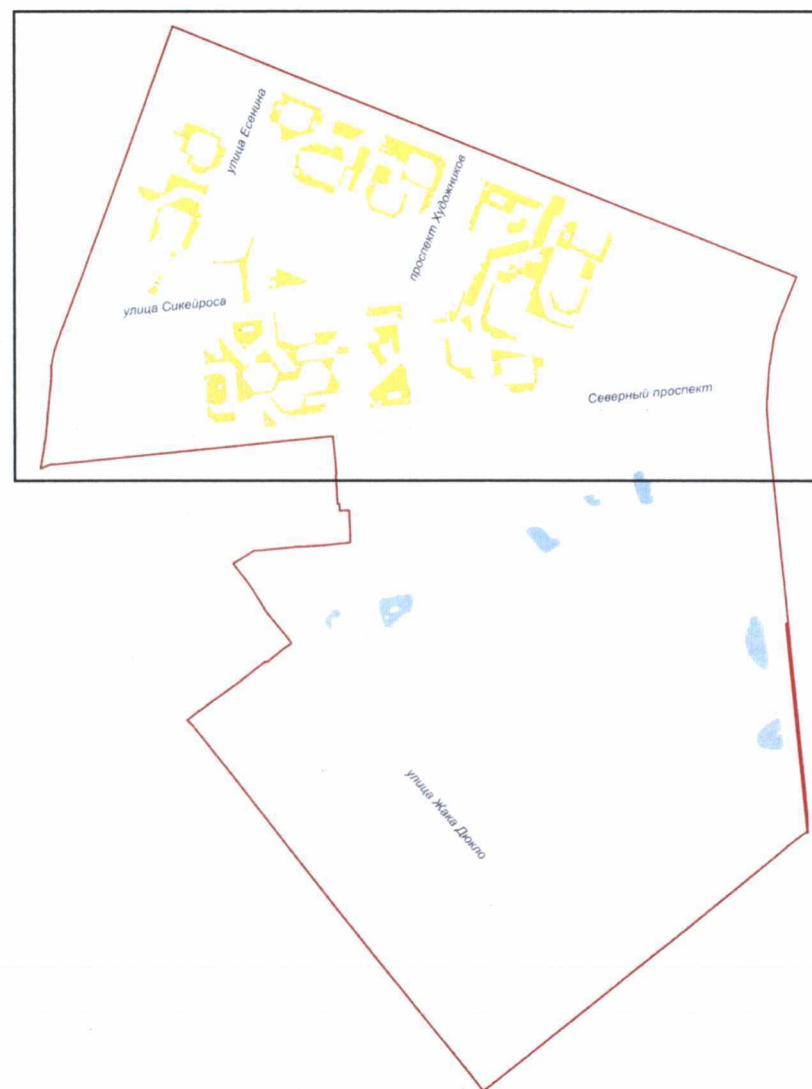 улица Есенина
проспект Художников
улица Сикейроса
Северный проспект
улица Жака Дюкло